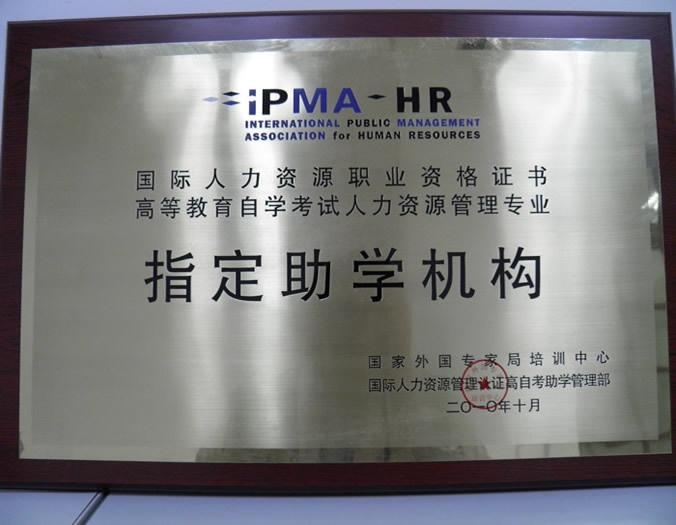 iPMA-HR
INTERNATIONAL PUBLIC MANAGEMENT
ASSOCIATION for HUMAN RESOURCES
国际人力资源职业资格证书
高等教育自学考试人力资源管理专业
指定助学机构
国家外国专家局培训中心
国际人力资源管理认证高自考助学管理部
二〇一〇年十月